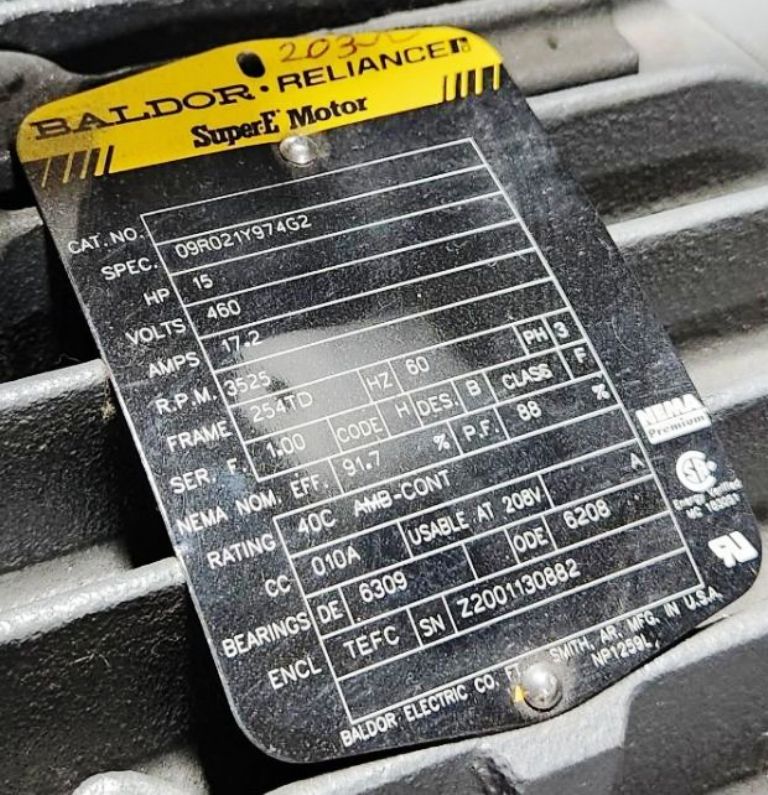 BALDOR · RELIANCE
Super-E Motor
CAT. NO.
SPEC. 09R021Y974G2
HP 15
VOLTS 460
AMPS 17.2
R.P.M. 3525
FRAME 254TD HZ 60 PH 3
SER. F. 1.00 CODE H DES. B CLASS F
NEMA NOM. EFF. 91.7 % P.F. 88 %
RATING 40C AMB-CONT
CC 010A USABLE AT 208V A
BEARINGS DE 6309 ODE 6208
ENCL TEFC SN Z2001130882
NEMA
Premium
Energy Verified
BALDOR ELECTRIC CO. FT. SMITH, AR. MFG. IN U.S.A.
NP1259L